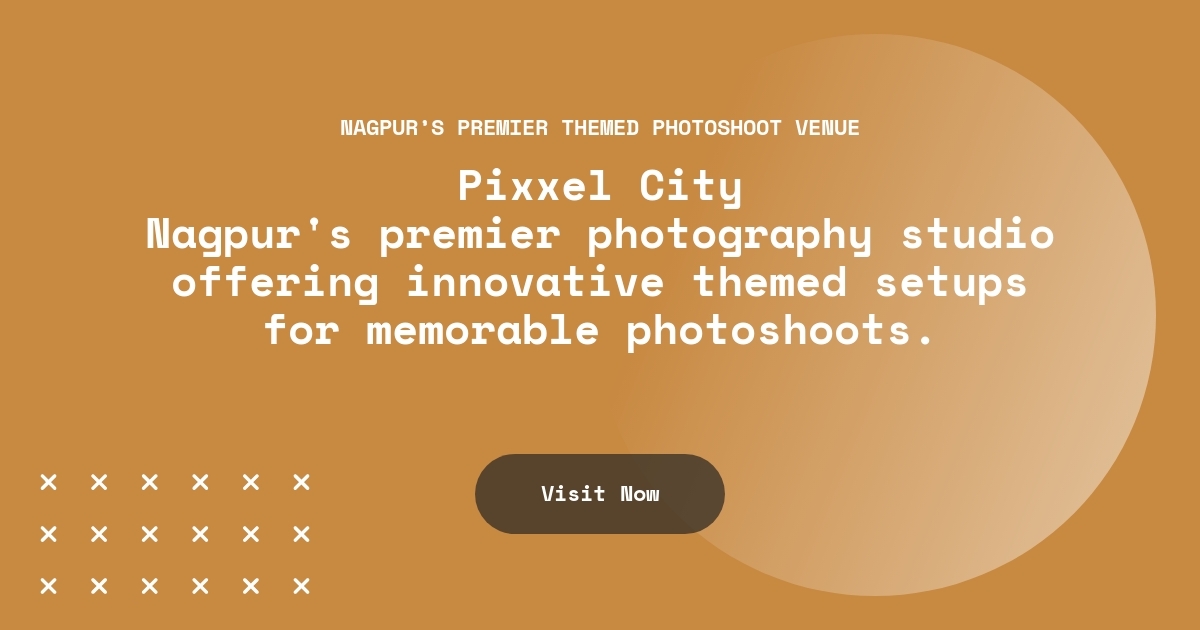 NAGPUR'S PREMIER THEMED PHOTOSHOOT VENUE
Pixxel City
Nagpur's premier photography studio
offering innovative themed setups
for memorable photoshoots.
Visit Now